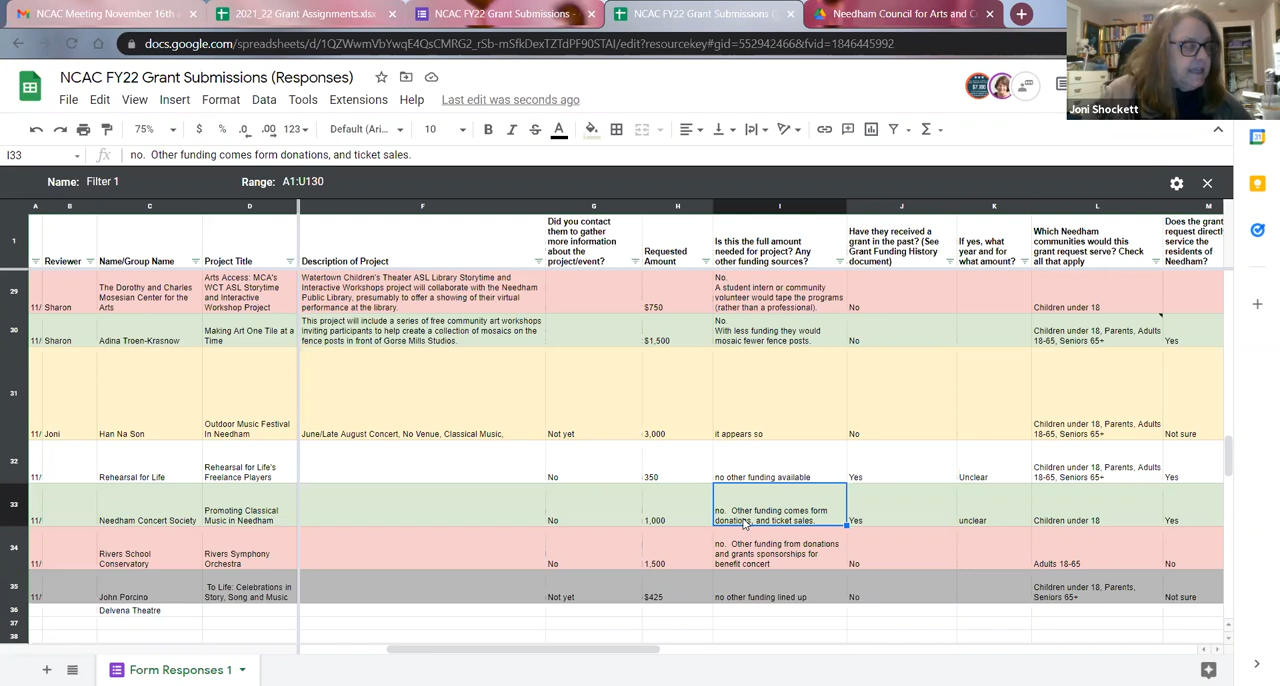 NCAC Meeting November 16th a
2021_22 Grant Assignments.xlsx
NCAC FY22 Grant Submissions -
NCAC FY22 Grant Submissions (
Needham Council for Arts and C
docs.google.com/spreadsheets/d/1QZWwmVbYwqE4QsCMRG2_rSb-mSfkDexTZTdPF90STAI/edit?resourcekey#gid=552942466&fvid=1846445992
Joni Shockett
NCAC FY22 Grant Submissions (Responses)
File Edit View Insert Format Data Tools Extensions Help Last edit was seconds ago
75% $ % .0 .00 123 Default (Ari... 10 B I S A
I33 fx no. Other funding comes form donations, and ticket sales.
Name: Filter 1 Range: A1:U130
A B C D F G H I J K L M
1
Reviewer
Name/Group Name
Project Title
Description of Project
Did you contact
them to gather
more information
about the
project/event?
Requested
Amount
Is this the full amount
needed for project? Any
other funding sources?
Have they received a
grant in the past? (See
Grant Funding History
document)
If yes, what
year and for
what amount?
Which Needham
communities would this
grant request serve? Check
all that apply
Does the grant
request directl
service the
residents of
Needham?
29
11/ Sharon
The Dorothy and Charles
Mosesian Center for the
Arts
Arts Access: MCA's
WCT ASL Storytime
and Interactive
Workshop Project
Watertown Children's Theater ASL Library Storytime and
Interactive Workshops project will collaborate with the Needham
Public Library, presumably to offer a showing of their virtual
performance at the library.
$750
No.
A student intern or community
volunteer would tape the programs
(rather than a professional).
No
Children under 18
30
11/ Sharon
Adina Troen-Krasnow
Making Art One Tile at a
Time
This project will include a series of free community art workshops
inviting participants to help create a collection of mosaics on the
fence posts in front of Gorse Mills Studios.
$1,500
No.
With less funding they would
mosaic fewer fence posts.
No
Children under 18, Parents, Adults
18-65, Seniors 65+
Yes
31
11/ Joni
Han Na Son
Outdoor Music Festival
In Needham
June/Late August Concert, No Venue, Classical Music,
Not yet
3,000
it appears so
No
Children under 18, Parents, Adults
18-65, Seniors 65+
Not sure
32
11/
Rehearsal for Life
Rehearsal for Life's
Freelance Players
No
350
no other funding available
Yes
Unclear
Children under 18, Parents, Adults
18-65, Seniors 65+
Yes
33
11/
Needham Concert Society
Promoting Classical
Music in Needham
No
1,000
no. Other funding comes form
donations, and ticket sales.
Yes
unclear
Children under 18
Yes
34
11/
Rivers School
Conservatory
Rivers Symphony
Orchestra
No
1,500
no. Other funding from donations
and grants sponsorships for
benefit concert
No
Adults 18-65
No
35
11/
John Porcino
To Life: Celebrations in
Story, Song and Music
Not yet
$425
no other funding lined up
No
Children under 18, Parents,
Seniors 65+
Not sure
36
Delvena Theatre
37
38
Form Responses 1